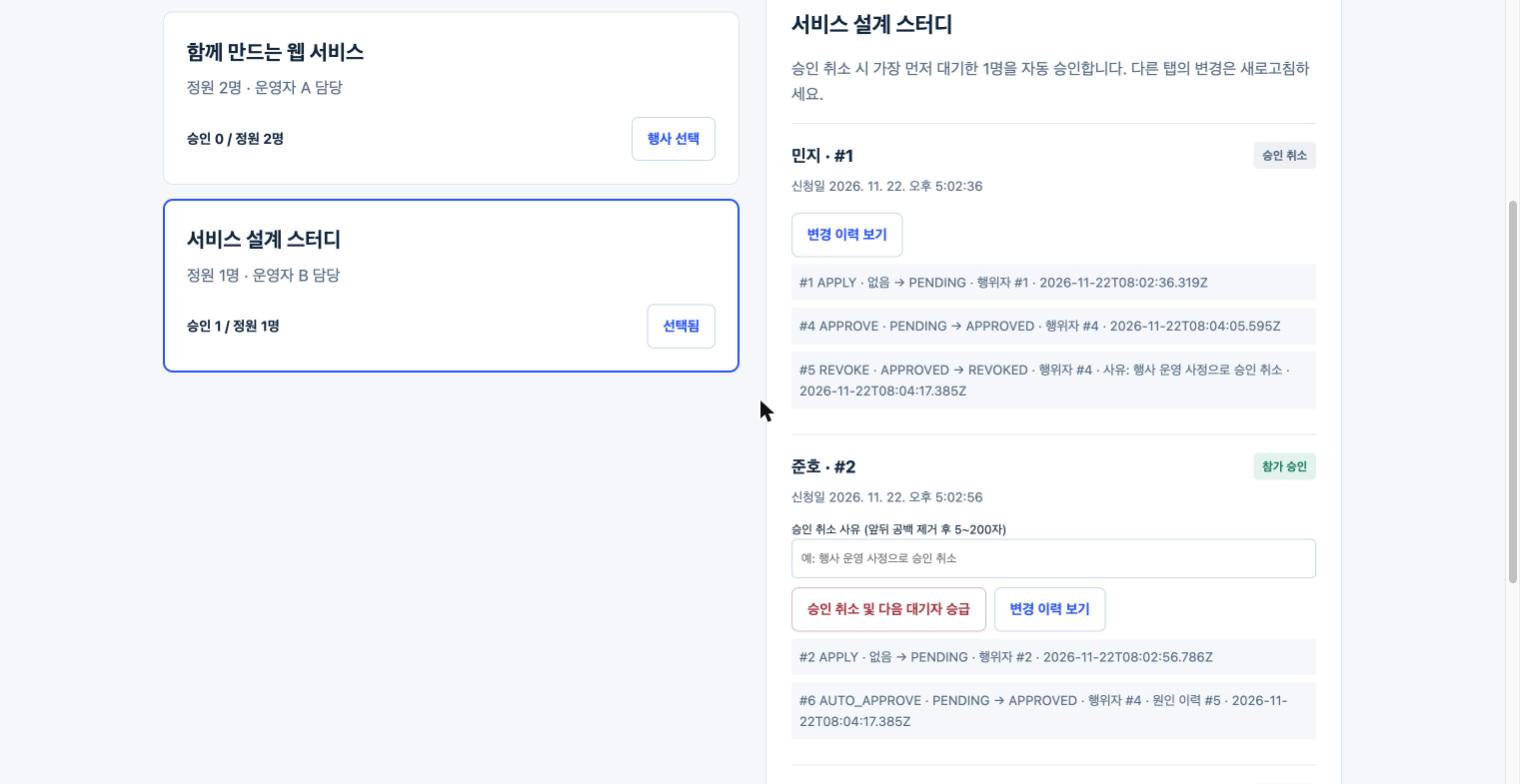 함께 만드는 웹 서비스
정원 2명 · 운영자 A 담당
승인 0 / 정원 2명
행사 선택
서비스 설계 스터디
정원 1명 · 운영자 B 담당
승인 1 / 정원 1명
선택됨
서비스 설계 스터디
승인 취소 시 가장 먼저 대기한 1명을 자동 승인합니다. 다른 탭의 변경은 새로고침하
세요.
민지 · #1
승인 취소
신청일 2026. 11. 22. 오후 5:02:36
변경 이력 보기
#1 APPLY · 없음 → PENDING · 행위자 #1 · 2026-11-22T08:02:36.319Z
#4 APPROVE · PENDING → APPROVED · 행위자 #4 · 2026-11-22T08:04:05.595Z
#5 REVOKE · APPROVED → REVOKED · 행위자 #4 · 사유: 행사 운영 사정으로 승인 취소 ·
2026-11-22T08:04:17.385Z
준호 · #2
참가 승인
신청일 2026. 11. 22. 오후 5:02:56
승인 취소 사유 (앞뒤 공백 제거 후 5~200자)
예: 행사 운영 사정으로 승인 취소
승인 취소 및 다음 대기자 승급
변경 이력 보기
#2 APPLY · 없음 → PENDING · 행위자 #2 · 2026-11-22T08:02:56.786Z
#6 AUTO_APPROVE · PENDING → APPROVED · 행위자 #4 · 원인 이력 #5 · 2026-11-
22T08:04:17.385Z